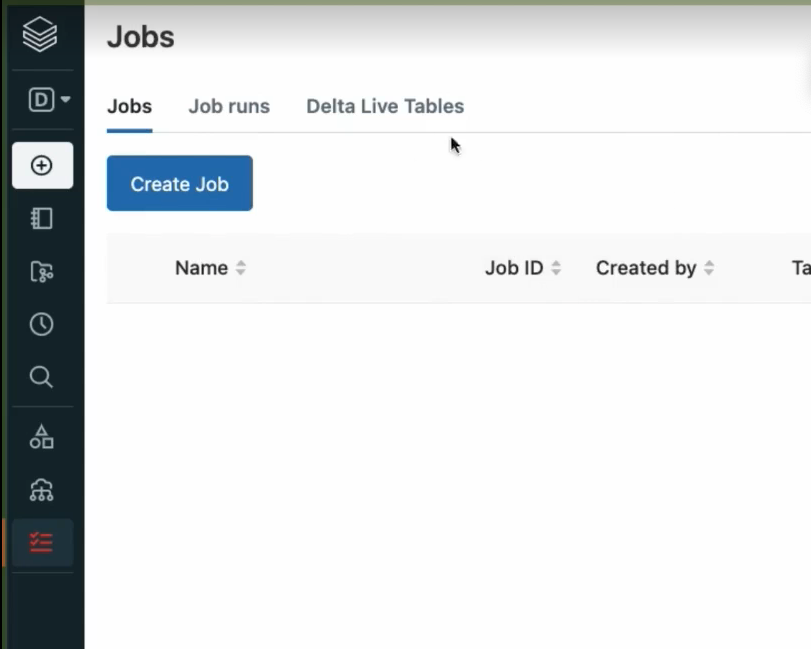 Jobs
D
Jobs Job runs Delta Live Tables
Create Job
Name Job ID Created by Ta